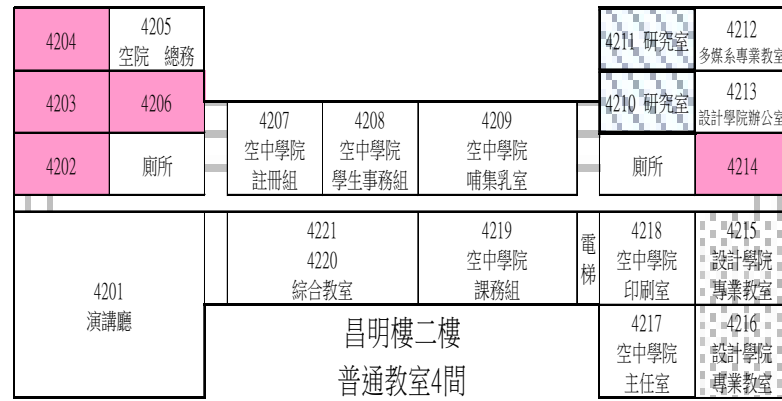 4204
4205
空院 總務
4211 研究室
4212
多媒系專業教室
4203
4206
4207
空中學院
註冊組
4208
空中學院
學生事務組
4209
空中學院
哺集乳室
4210 研究室
4213
設計學院辦公室
4202
廁所
廁所
4214
4201
演講廳
4221
4220
綜合教室
4219
空中學院
課務組
電
梯
4218
空中學院
印刷室
4215
設計學院
專業教室
昌明樓二樓
普通教室4間
4217
空中學院
主任室
4216
設計學院
專業教室